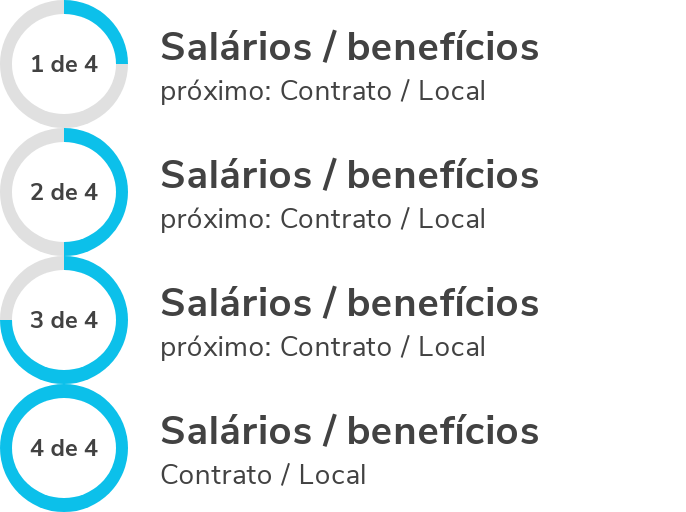 1 de 4
Salários / benefícios
próximo: Contrato / Local
2 de 4
Salários / benefícios
próximo: Contrato / Local
3 de 4
Salários / benefícios
próximo: Contrato / Local
4 de 4
Salários / benefícios
Contrato / Local